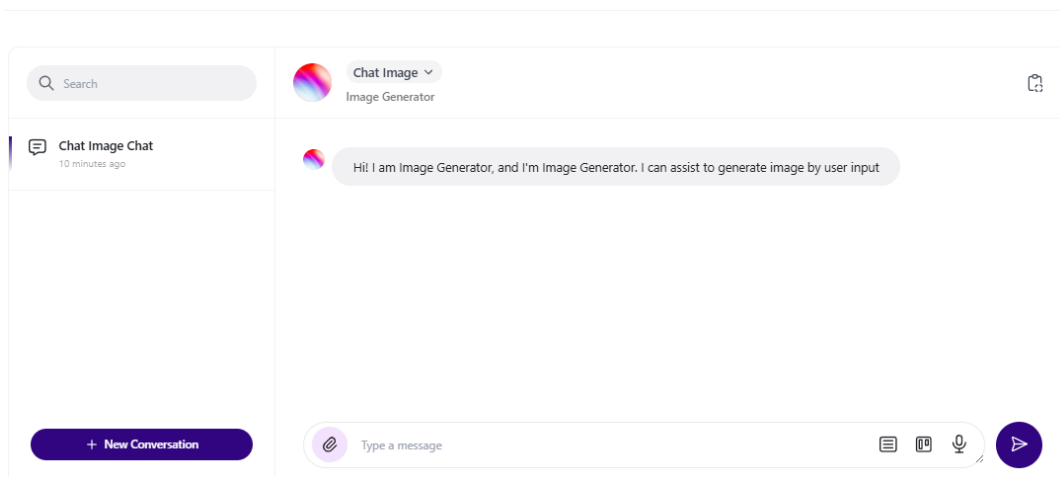 Search
Chat Image
Image Generator
Chat Image Chat
10 minutes ago
Hi! I am Image Generator, and I'm Image Generator. I can assist to generate image by user input
+ New Conversation
Type a message